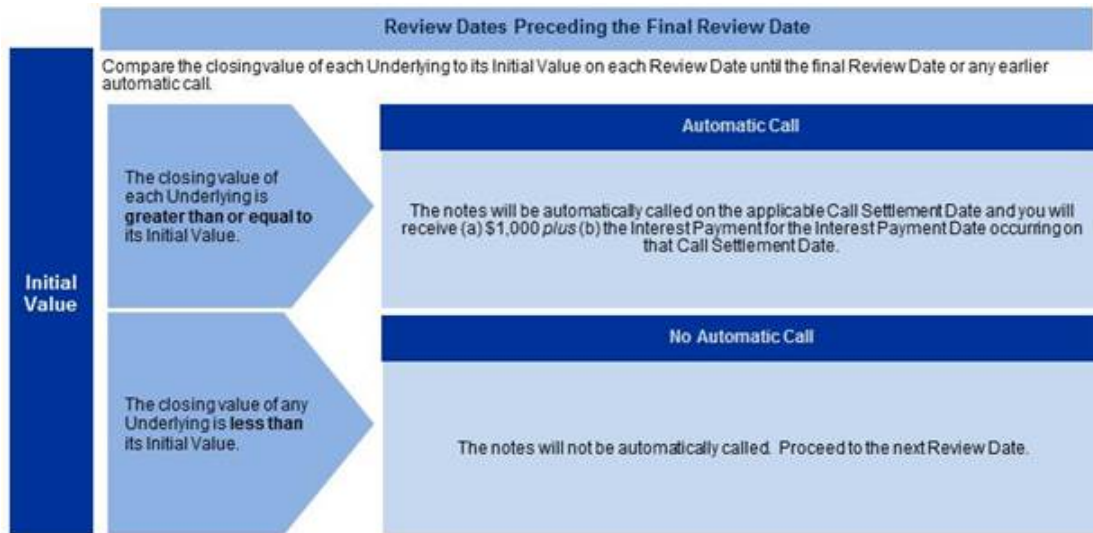 Review Dates Preceding the Final Review Date
Compare the closing value of each Underlying to its Initial Value on each Review Date until the final Review Date or any earlier
automatic call.
Initial
Value
The closing value of
each Underlying is
greater than or equal to
its Initial Value.
Automatic Call
The notes will be automatically called on the applicable Call Settlement Date and you will
receive (a) $1,000 plus (b) the Interest Payment for the Interest Payment Date occurring on
that Call Settlement Date.
The closing value of any
Underlying is less than
its Initial Value.
No Automatic Call
The notes will not be automatically called. Proceed to the next Review Date.